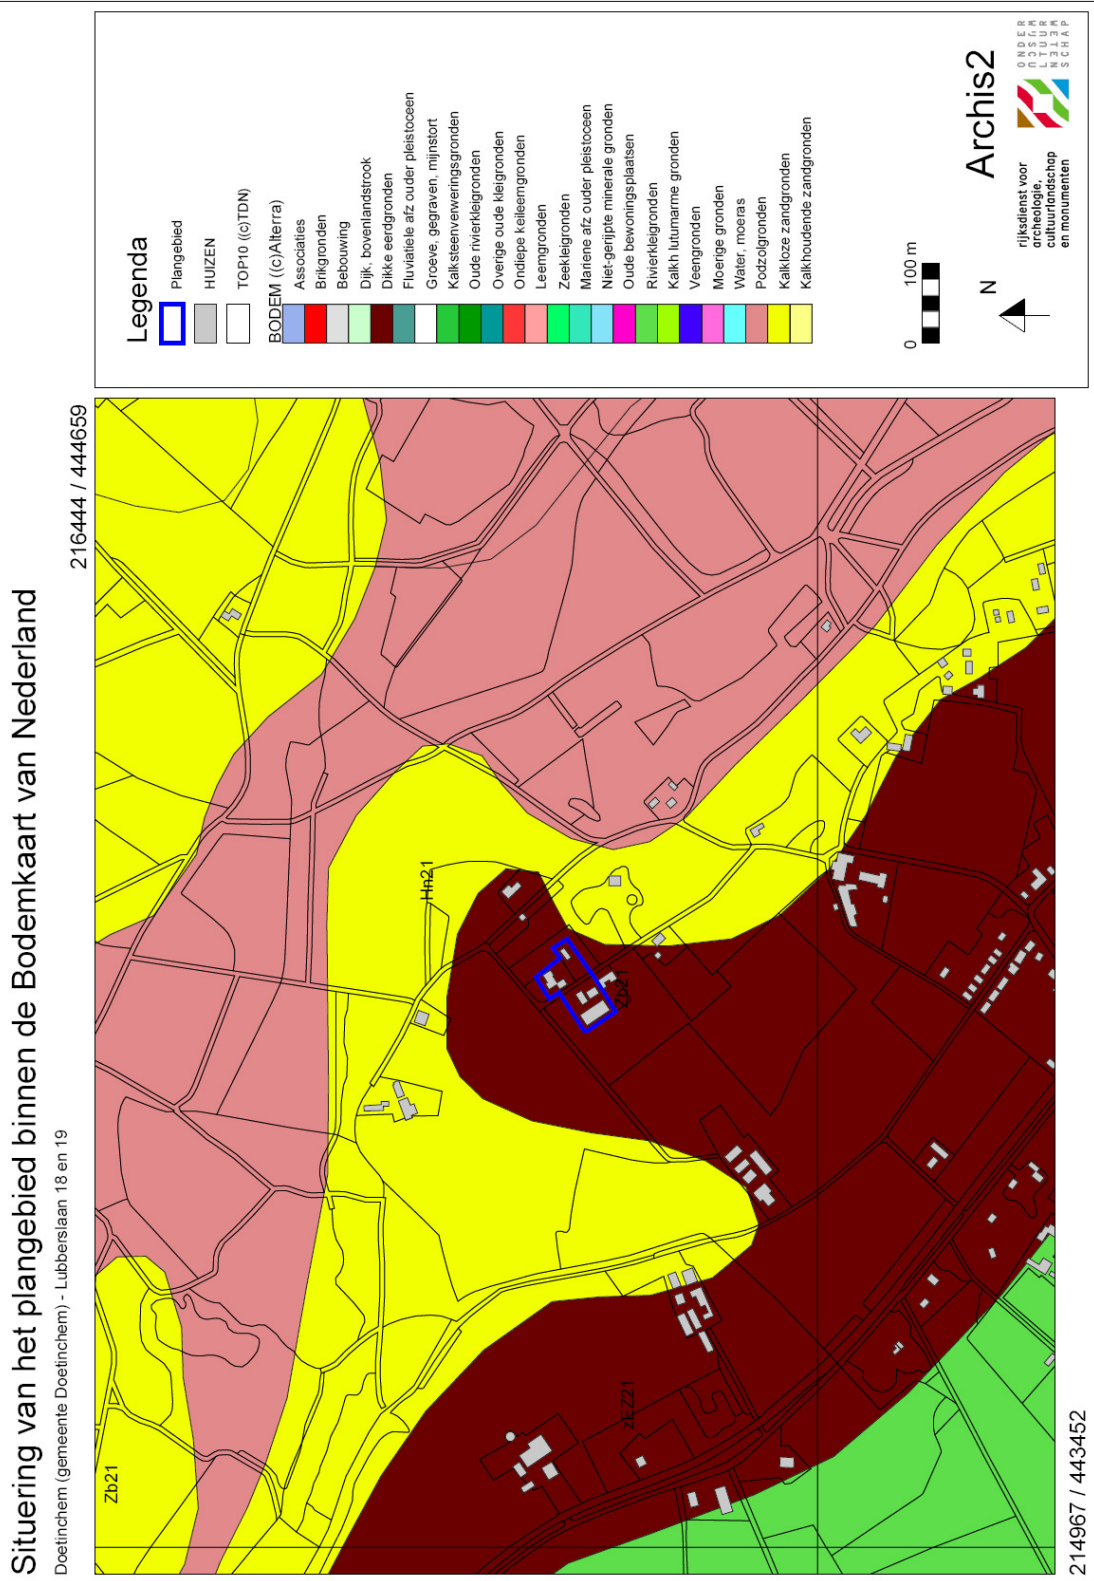 Situering van het plangebied binnen de Bodemkaart van Nederland
Doetinchem (gemeente Doetinchem) - Lubberslaan 18 en 19
216444 / 444659
Zb21
Hn21
Zb21
zEZ21
214967 / 443452
Legenda
Plangebied
HUIZEN
TOP10 ((c)TDN)
BODEM ((c)Alterra)
Associaties
Brikgronden
Bebouwing
Dijk, bovenlandstrook
Dikke eerdgronden
Fluviatiele afz ouder pleistoceen
Groeve, gegraven, mijnstort
Kalksteenverweringsgronden
Oude rivierkleigronden
Overige oude kleigronden
Ondiepe keileemgronden
Leemgronden
Zeekleigronden
Mariene afz ouder pleistoceen
Niet-gerijpte minerale gronden
Oude bewoningsplaatsen
Rivierkleigronden
Kalkh lutumarme gronden
Veengronden
Moerige gronden
Water, moeras
Podzolgronden
Kalkloze zandgronden
Kalkhoudende zandgronden
0 100 m
N
Archis2
rijksdienst voor
archeologie,
cultuurlandschap
en monumenten
ONDER
LTUUR
SCHAP